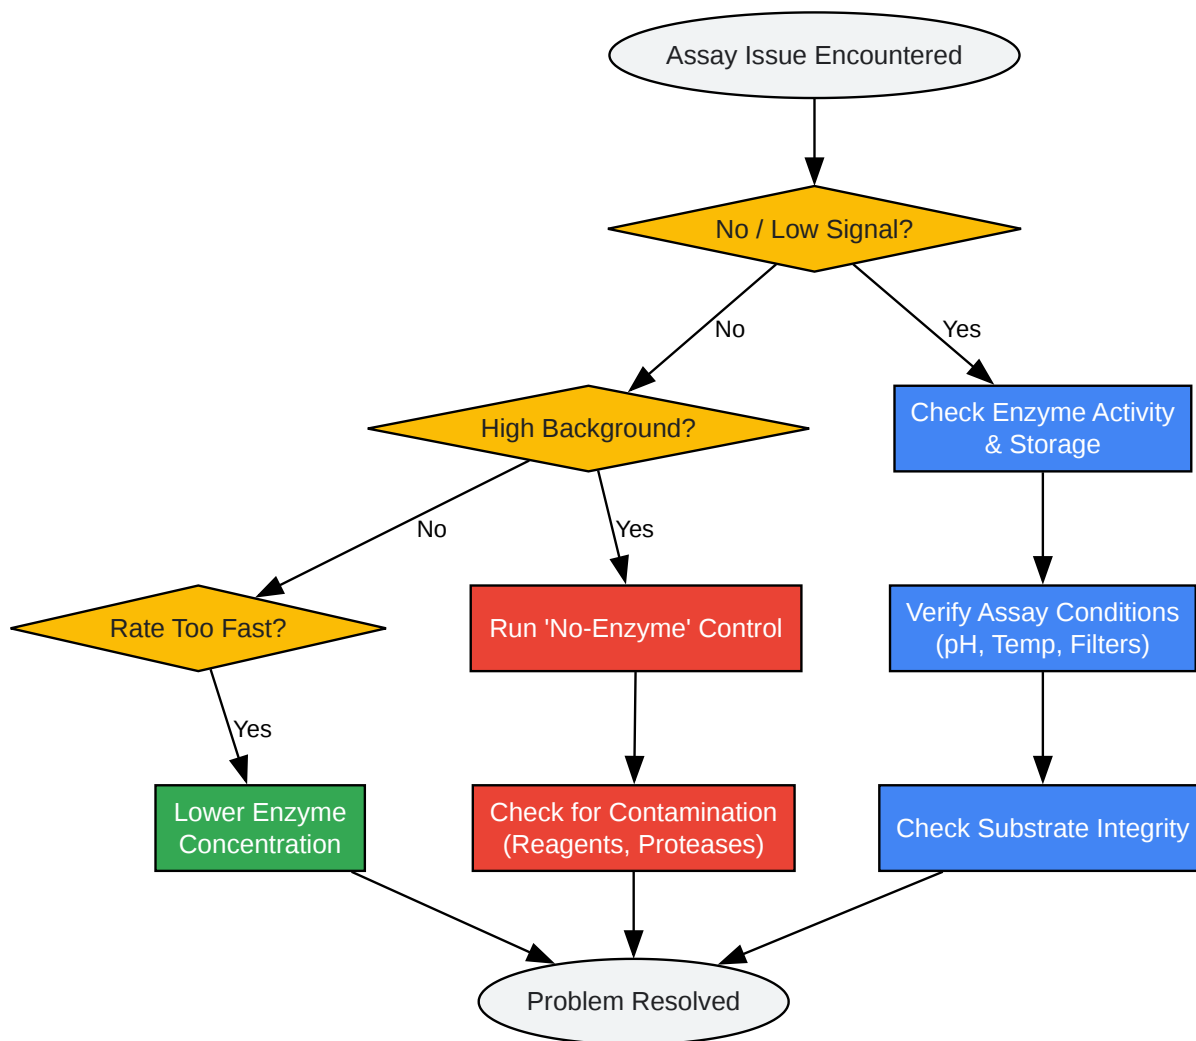 Assay Issue Encountered
No / Low Signal?
No
Yes
High Background?
Check Enzyme Activity
& Storage
No
Yes
Rate Too Fast?
Run 'No-Enzyme' Control
Verify Assay Conditions
(pH, Temp, Filters)
Yes
Lower Enzyme
Concentration
Check for Contamination
(Reagents, Proteases)
Check Substrate Integrity
Problem Resolved